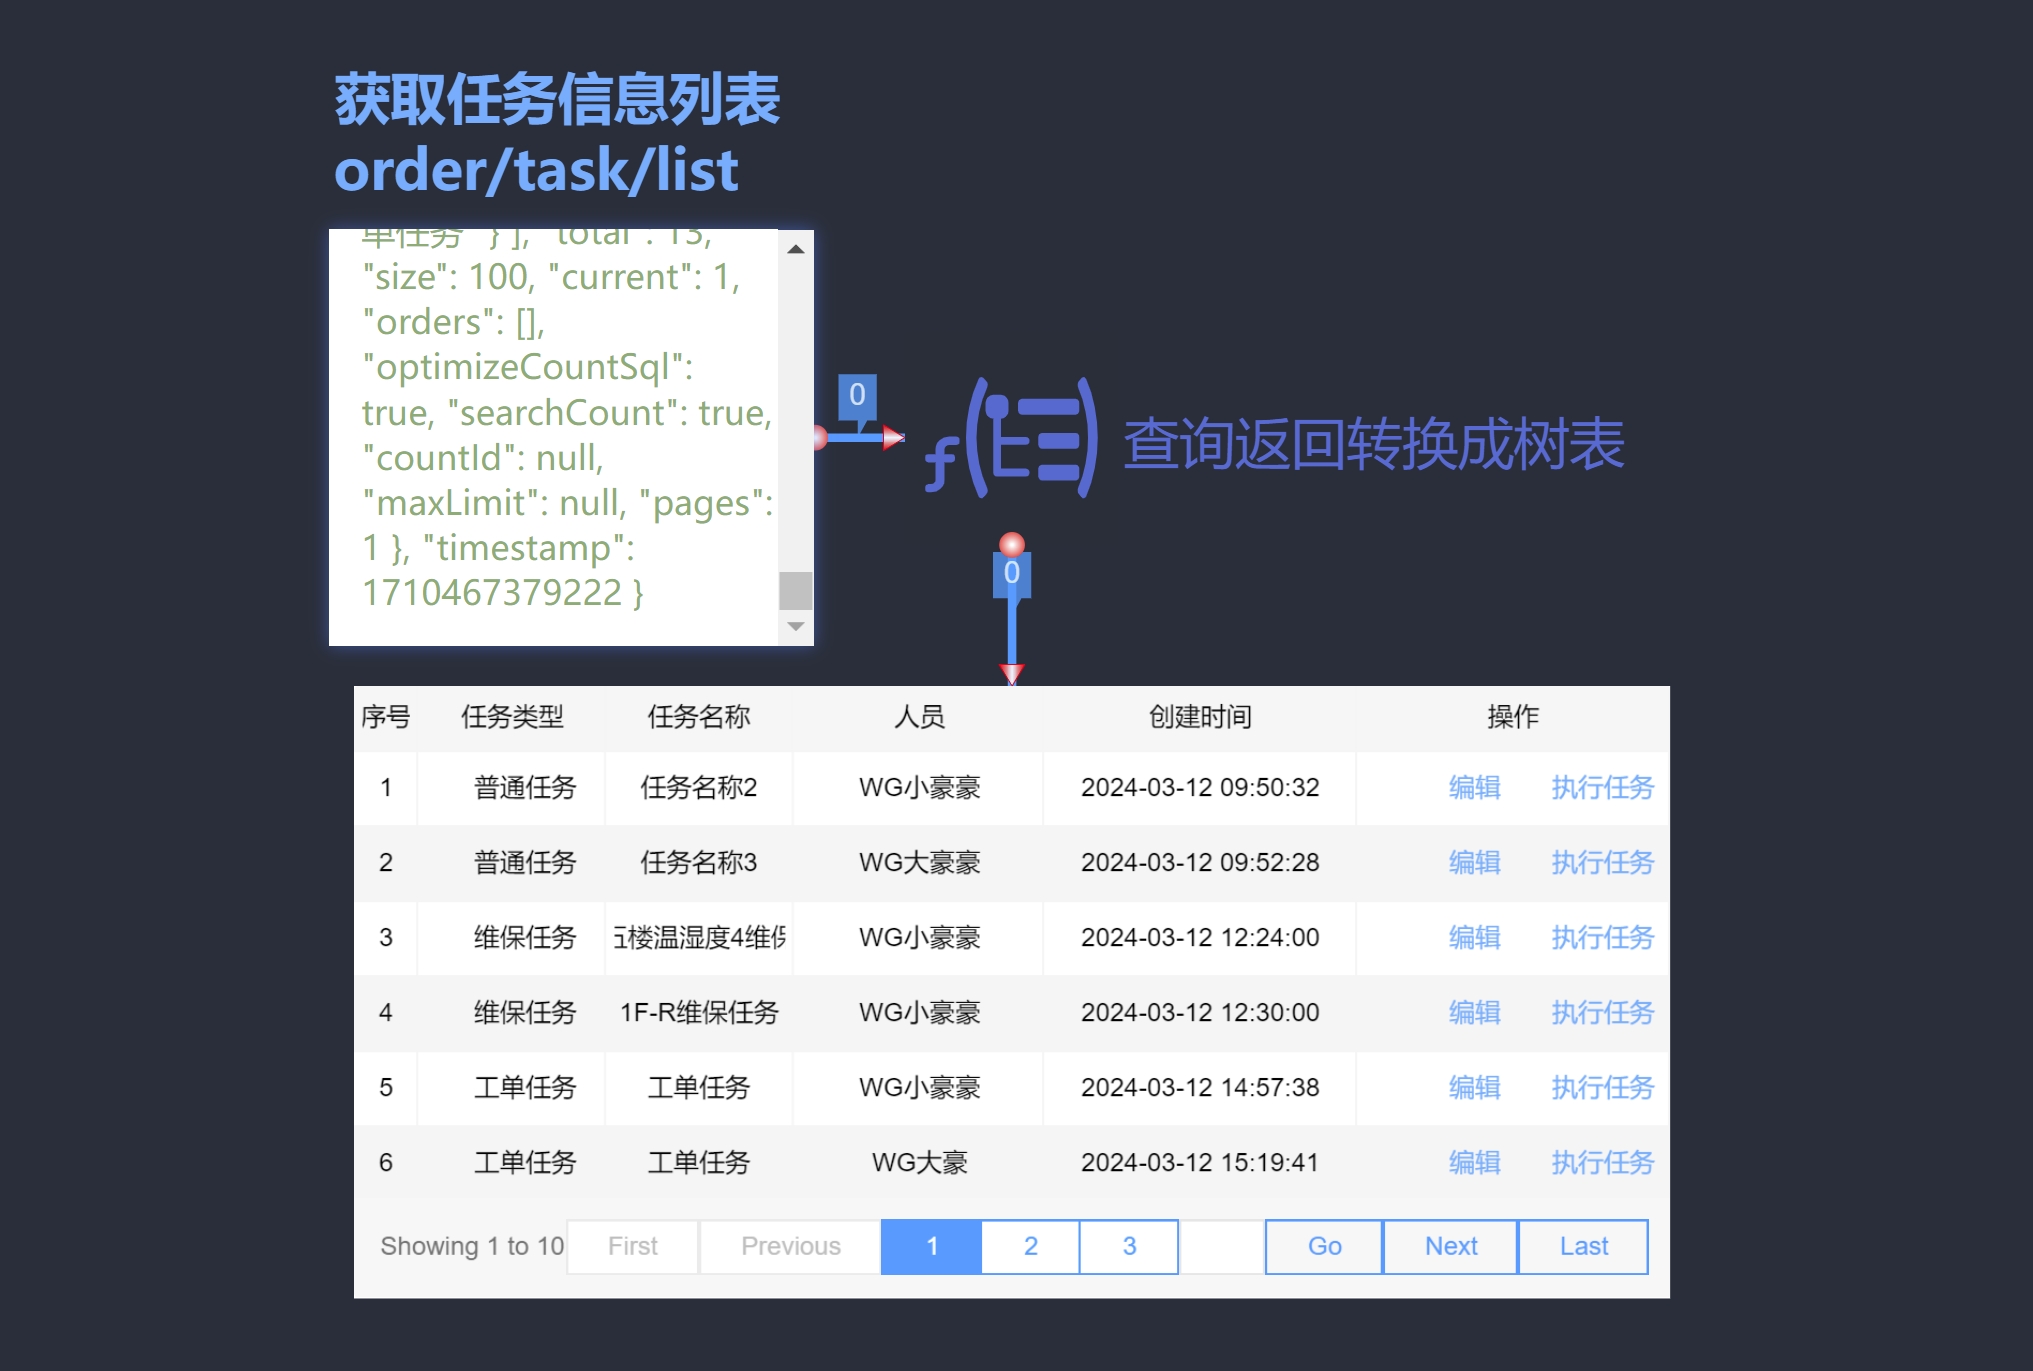 获取任务信息列表
order/task/list
单任务" } ], "total": 13,
"size": 100, "current": 1,
"orders": [],
"optimizeCountSql":
true, "searchCount": true,
"countId": null,
"maxLimit": null, "pages":
1 }, "timestamp":
1710467379222 }
0
查询返回转换成树表
0
序号 任务类型 任务名称 人员 创建时间 操作
1 普通任务 任务名称2 WG小豪豪 2024-03-12 09:50:32 编辑 执行任务
2 普通任务 任务名称3 WG大豪豪 2024-03-12 09:52:28 编辑 执行任务
3 维保任务 楼温湿度4维 WG小豪豪 2024-03-12 12:24:00 编辑 执行任务
4 维保任务 1F-R维保任务 WG小豪豪 2024-03-12 12:30:00 编辑 执行任务
5 工单任务 工单任务 WG小豪豪 2024-03-12 14:57:38 编辑 执行任务
6 工单任务 工单任务 WG大豪 2024-03-12 15:19:41 编辑 执行任务
Showing 1 to 10 First Previous 1 2 3 Go Next Last